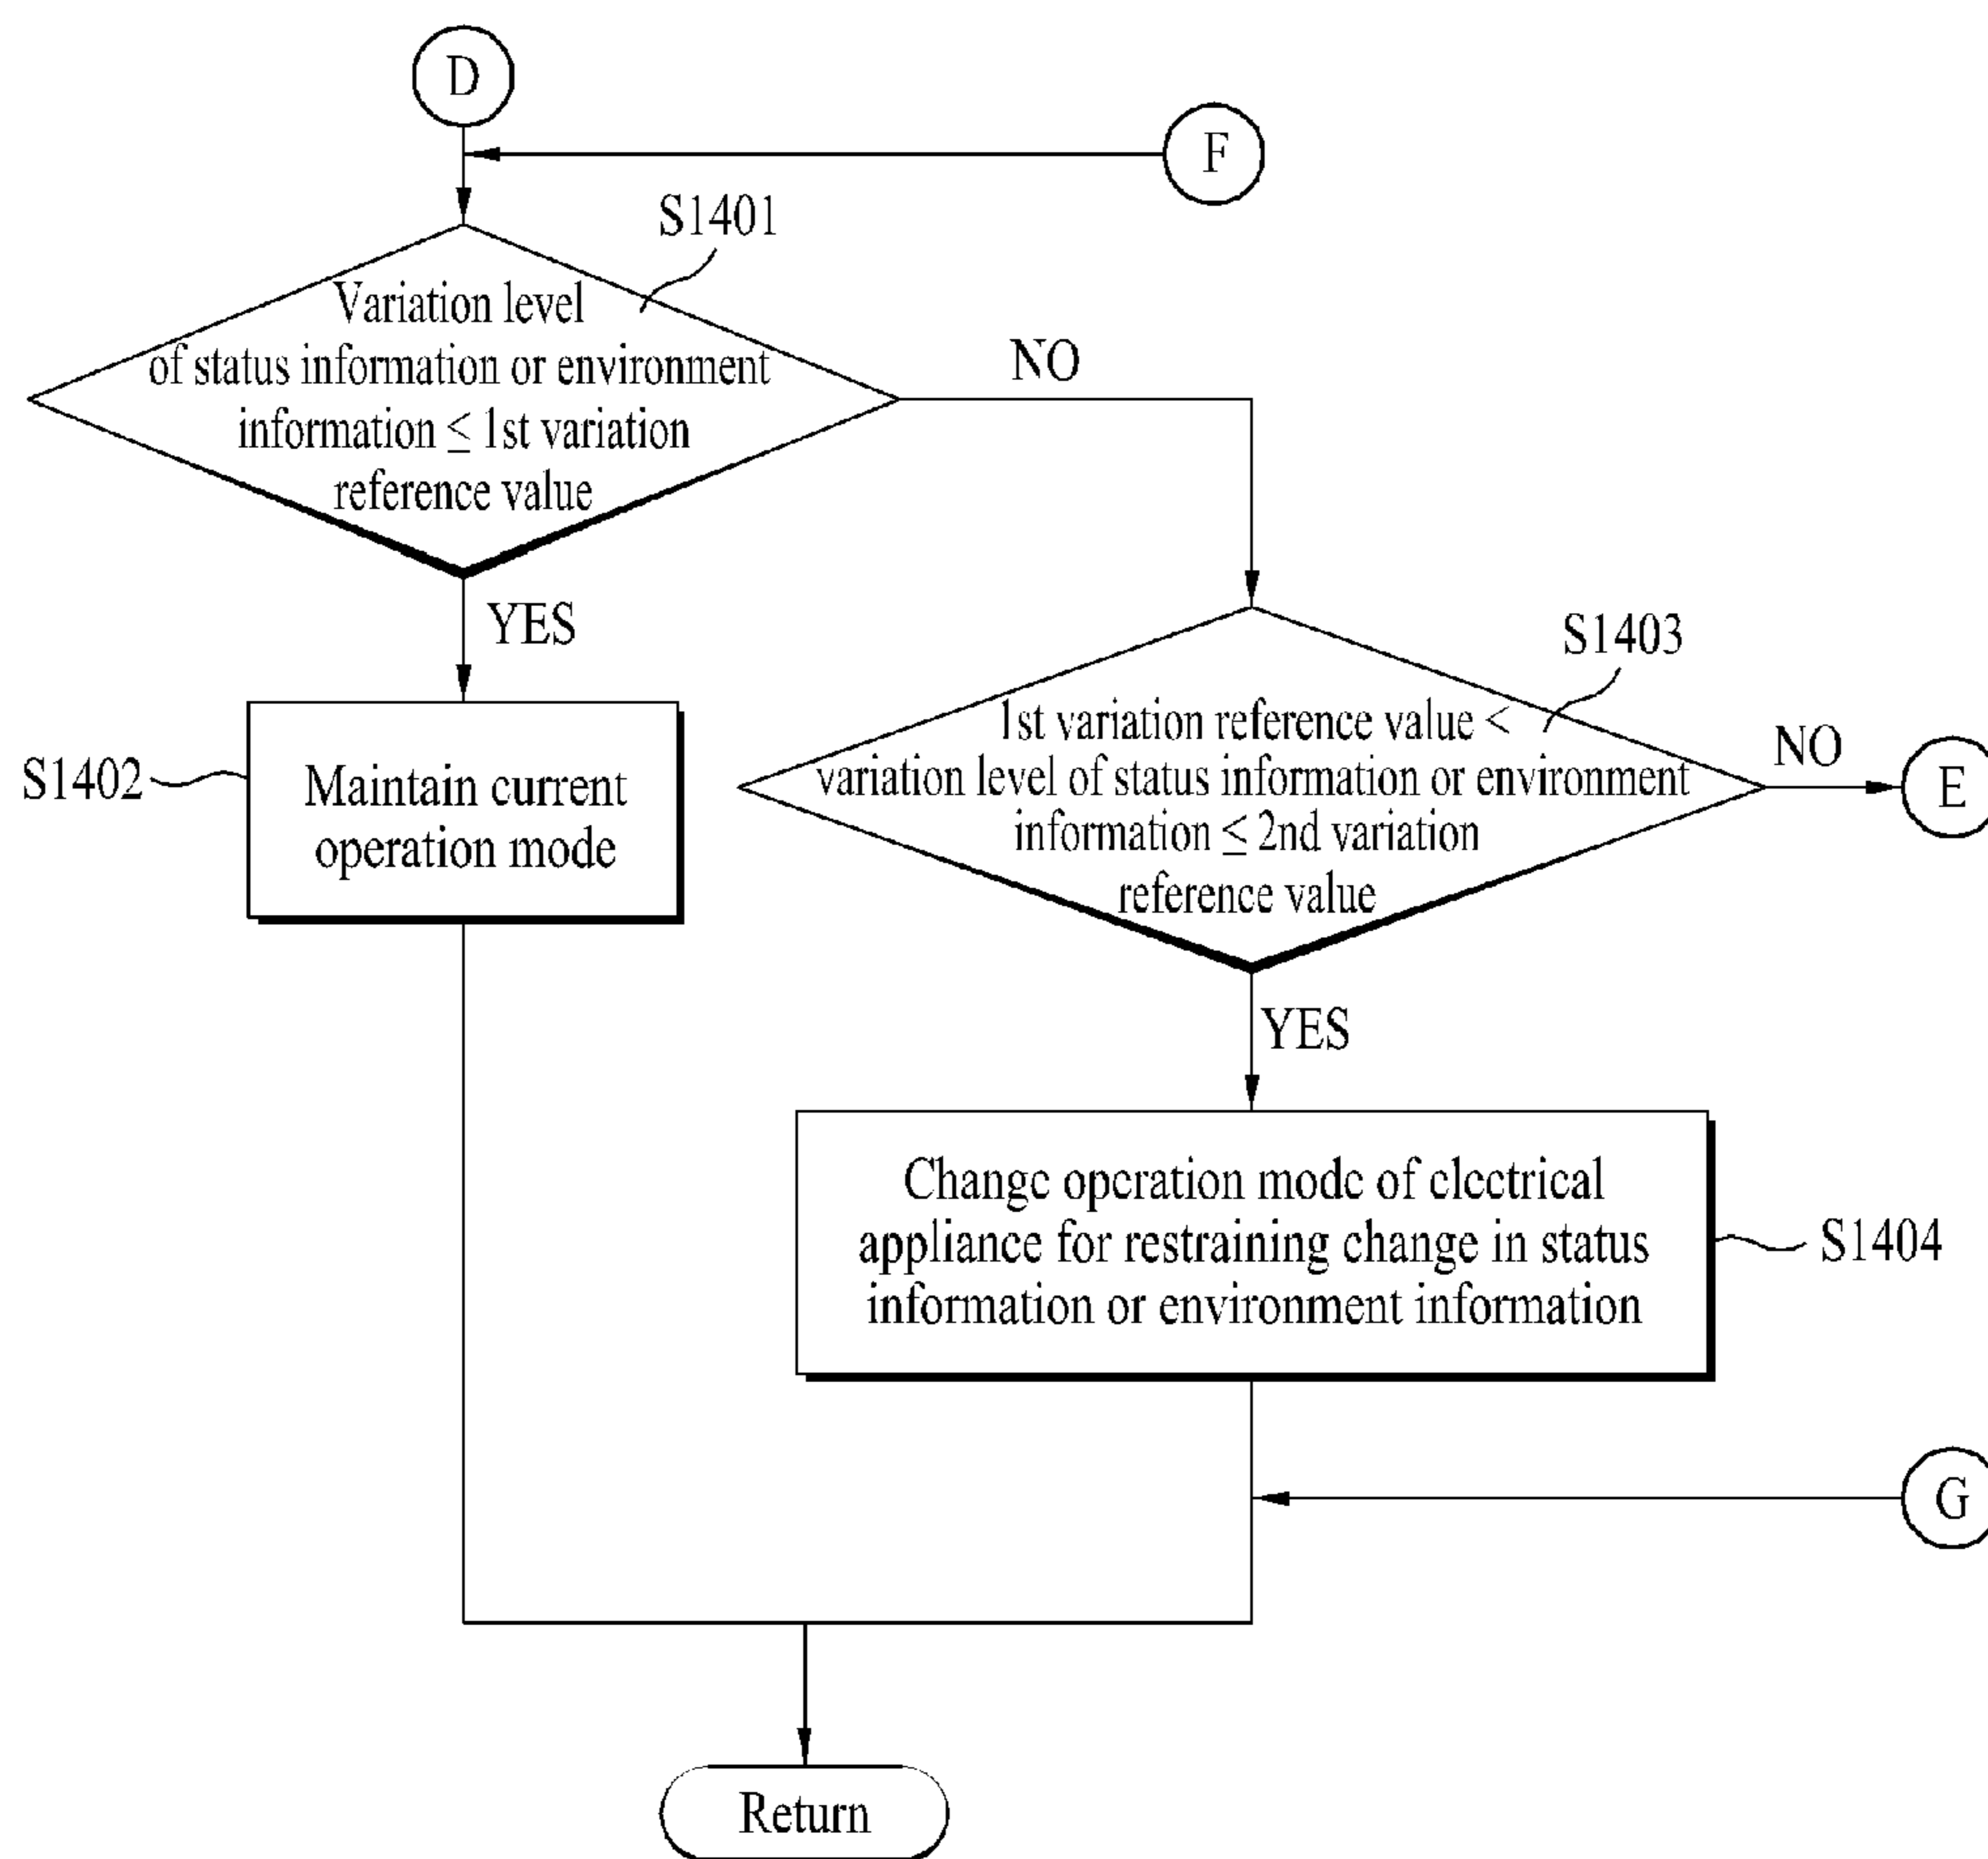 D
F
S1401
Variation level
of status information or environment
information ≤ 1st variation
reference value
NO
YES
S1403
1st variation reference value <
variation level of status information or environment
information ≤ 2nd variation
reference value
NO
E
S1402
Maintain current
operation mode
YES
Change operation mode of electrical
appliance for restraining change in status
information or environment information
S1404
G
Return